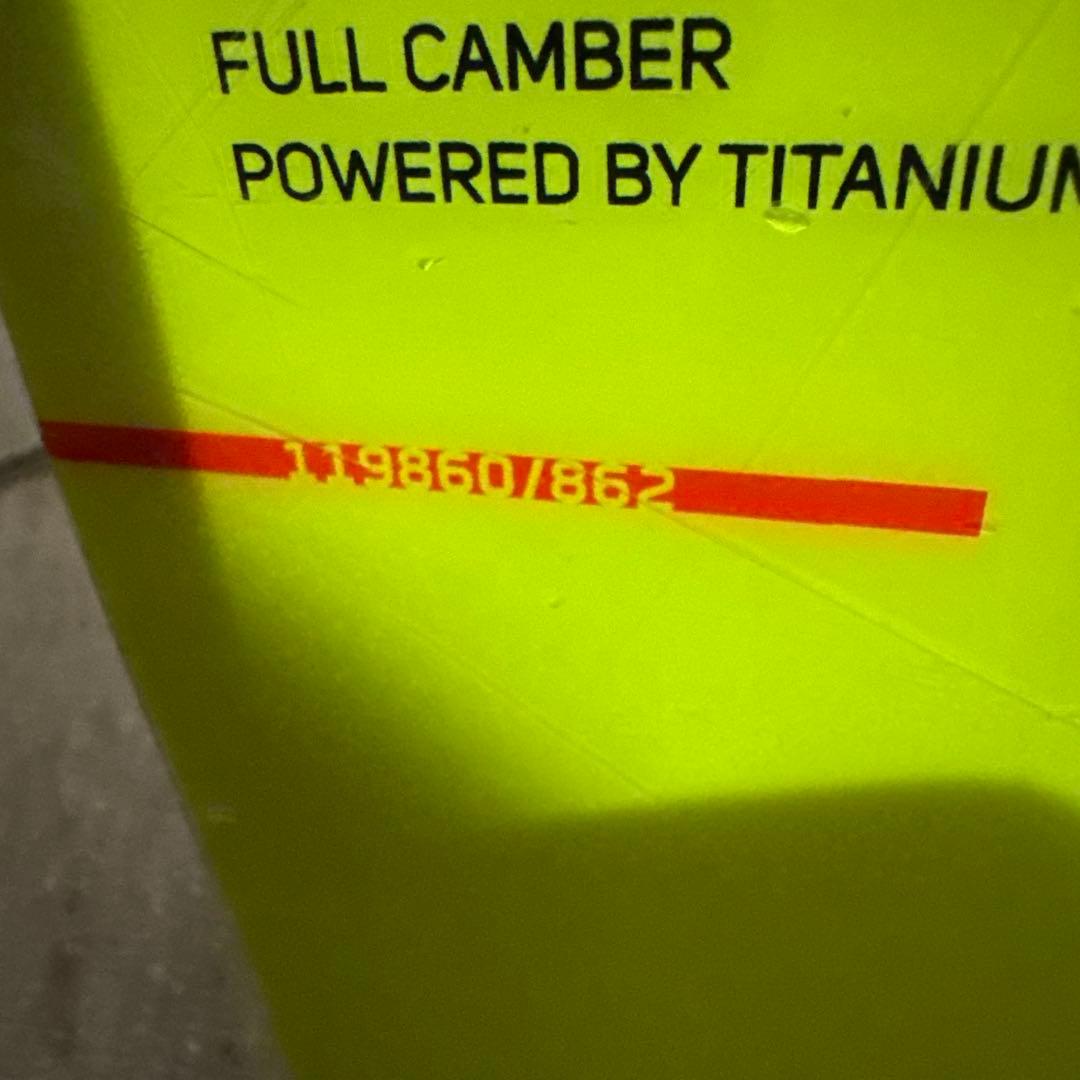 FULL CAMBER
POWERED BY TITANIUM
119860/862